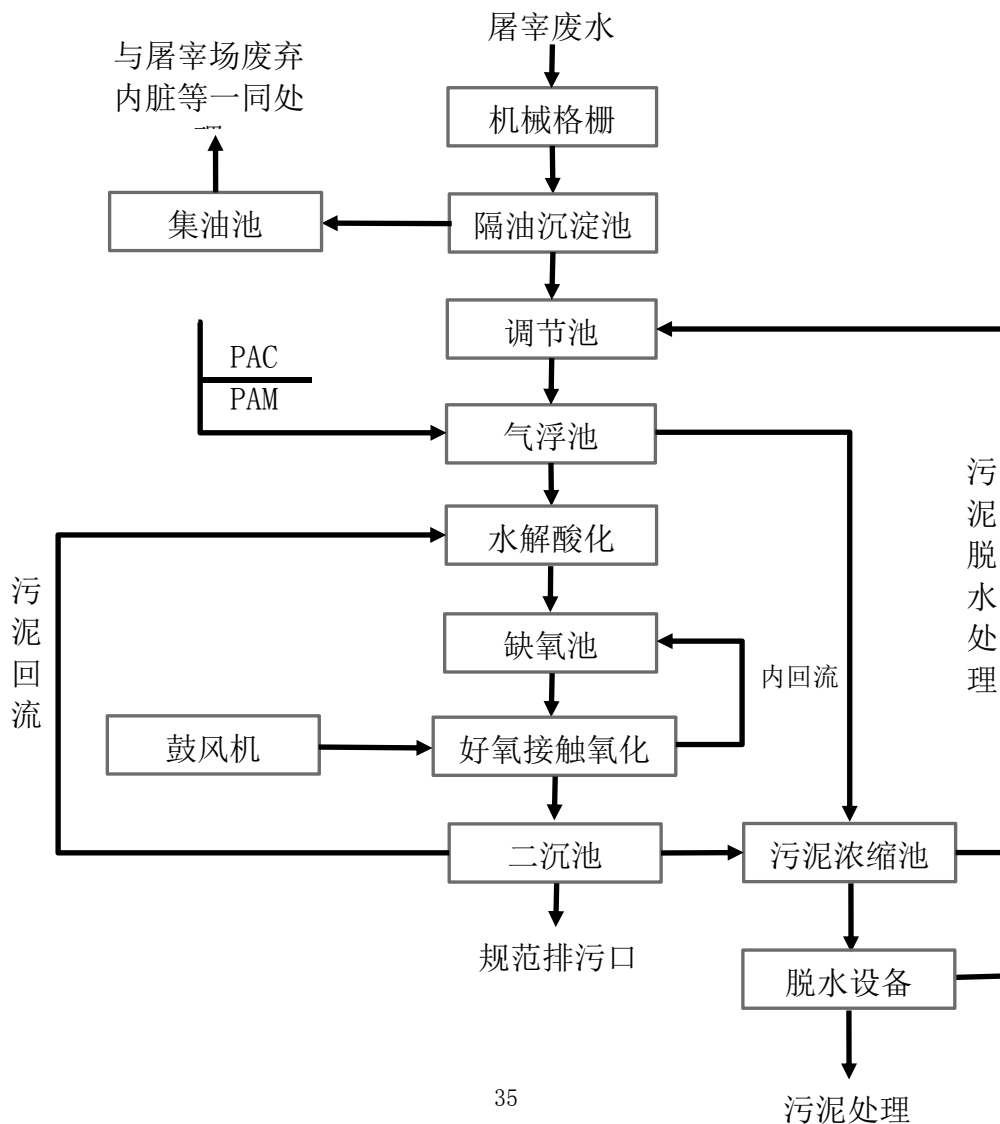 屠宰废水
与屠宰场废弃
内脏等一同处
机械格栅
集油池
隔油沉淀池
调节池
PAC
PAM
气浮池
水解酸化
污泥回流
缺氧池
内回流
污泥脱水处理
鼓风机
好氧接触氧化
二沉池
污泥浓缩池
规范排污口
脱水设备
污泥处理
35